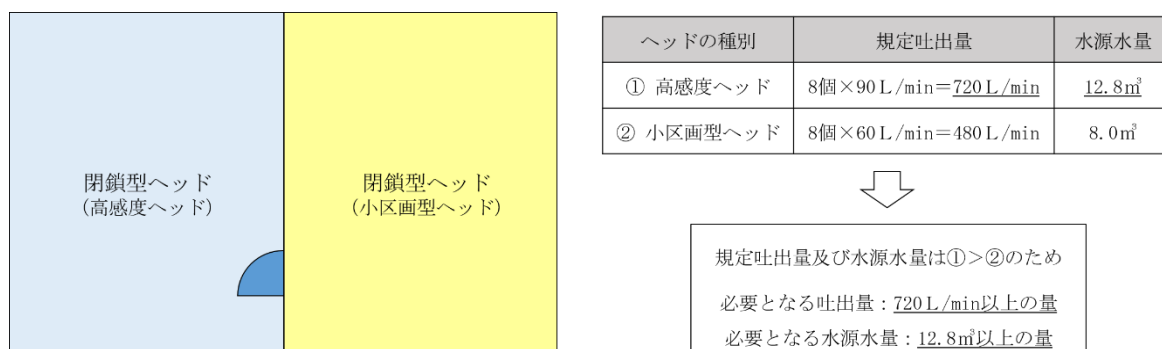 閉鎖型ヘッド
(高感度ヘッド)
閉鎖型ヘッド
(小区画型ヘッド)
ヘッドの種別 規定吐出量 水源水量
① 高感度ヘッド 8個×90L/min=720L/min 12.8㎥
② 小区画型ヘッド 8個×60L/min=480L/min 8.0㎥
規定吐出量及び水源水量は①>②のため
必要となる吐出量：720L/min以上の量
必要となる水源水量：12.8㎥以上の量